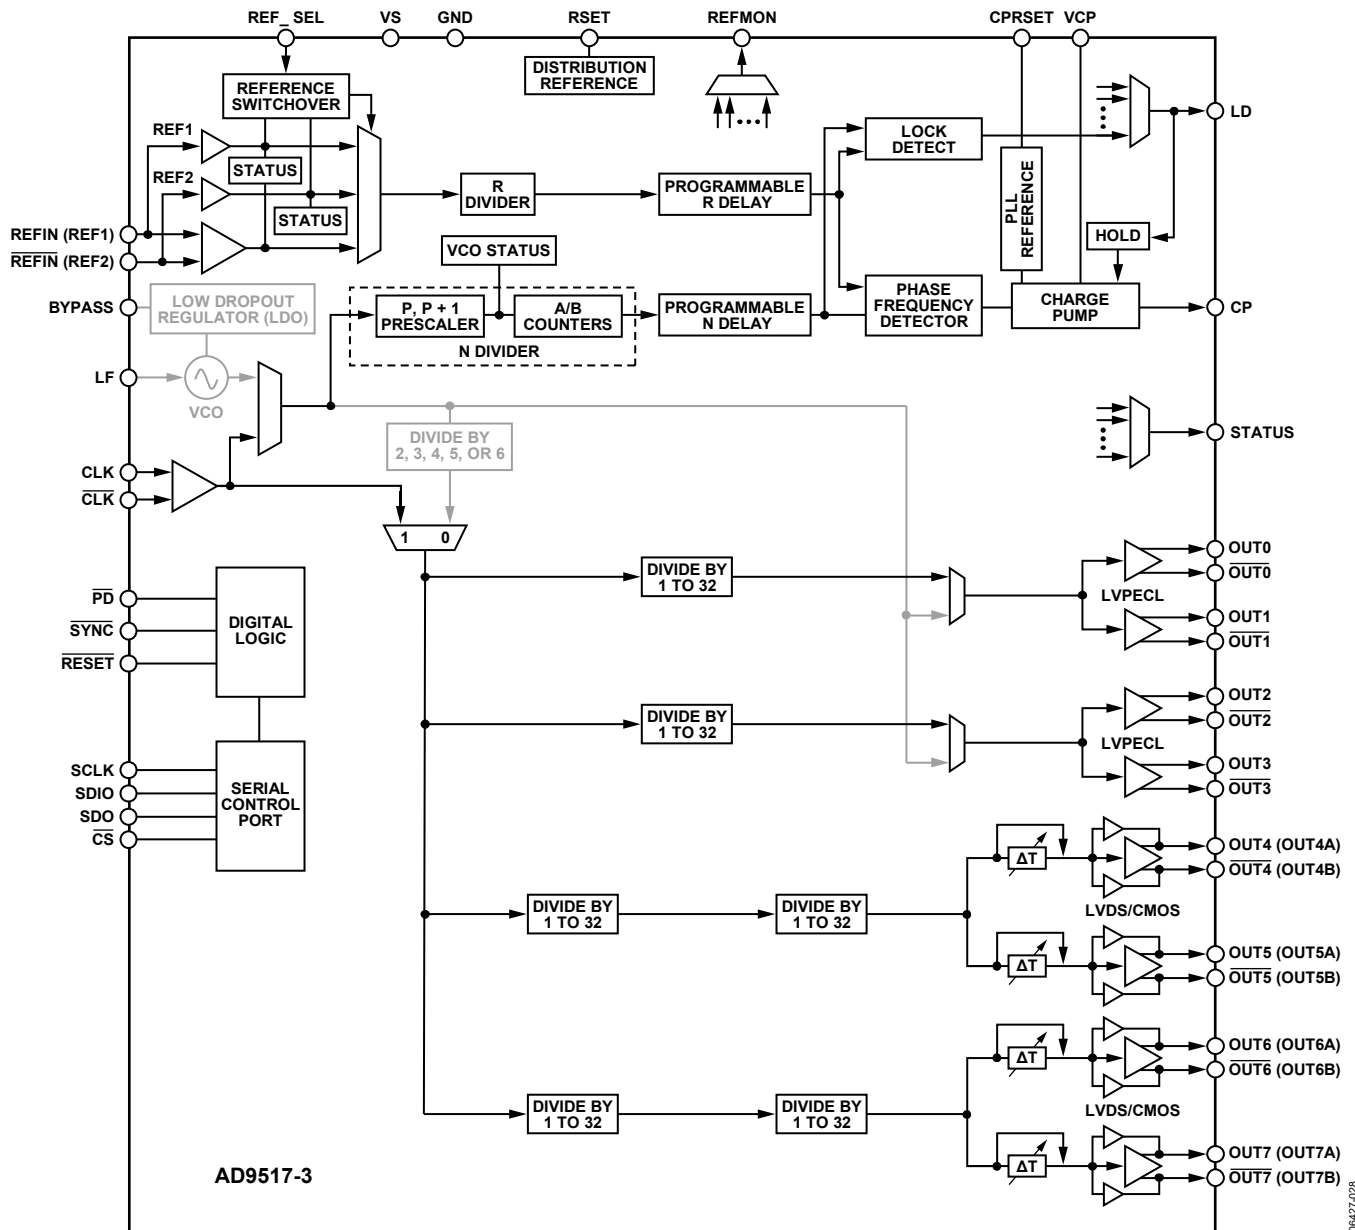 REF_ SEL
VS
GND
RSET
REFMON
CPRSET
VCP
DISTRIBUTION
REFERENCE
REFERENCE
SWITCHOVER
REF1
STATUS
REF2
STATUS
R
DIVIDER
PROGRAMMABLE
R DELAY
LOCK
DETECT
LD
PLL
REFERENCE
HOLD
REFIN (REF1)
REFIN (REF2)
VCO STATUS
BYPASS
LOW DROPOUT
REGULATOR (LDO)
P, P + 1
PRESCALER
A/B
COUNTERS
N DIVIDER
PROGRAMMABLE
N DELAY
PHASE
FREQUENCY
DETECTOR
CHARGE
PUMP
CP
LF
VCO
DIVIDE BY
2, 3, 4, 5, OR 6
STATUS
CLK
CLK
1 0
DIVIDE BY
1 TO 32
LVPECL
OUT0
OUT0
OUT1
OUT1
PD
SYNC
RESET
DIGITAL
LOGIC
DIVIDE BY
1 TO 32
LVPECL
OUT2
OUT2
OUT3
OUT3
SCLK
SDIO
SDO
CS
SERIAL
CONTROL
PORT
DIVIDE BY
1 TO 32
DIVIDE BY
1 TO 32
ΔT
ΔT
LVDS/CMOS
OUT4 (OUT4A)
OUT4 (OUT4B)
OUT5 (OUT5A)
OUT5 (OUT5B)
DIVIDE BY
1 TO 32
DIVIDE BY
1 TO 32
ΔT
ΔT
LVDS/CMOS
OUT6 (OUT6A)
OUT6 (OUT6B)
OUT7 (OUT7A)
OUT7 (OUT7B)
AD9517-3
06427-028